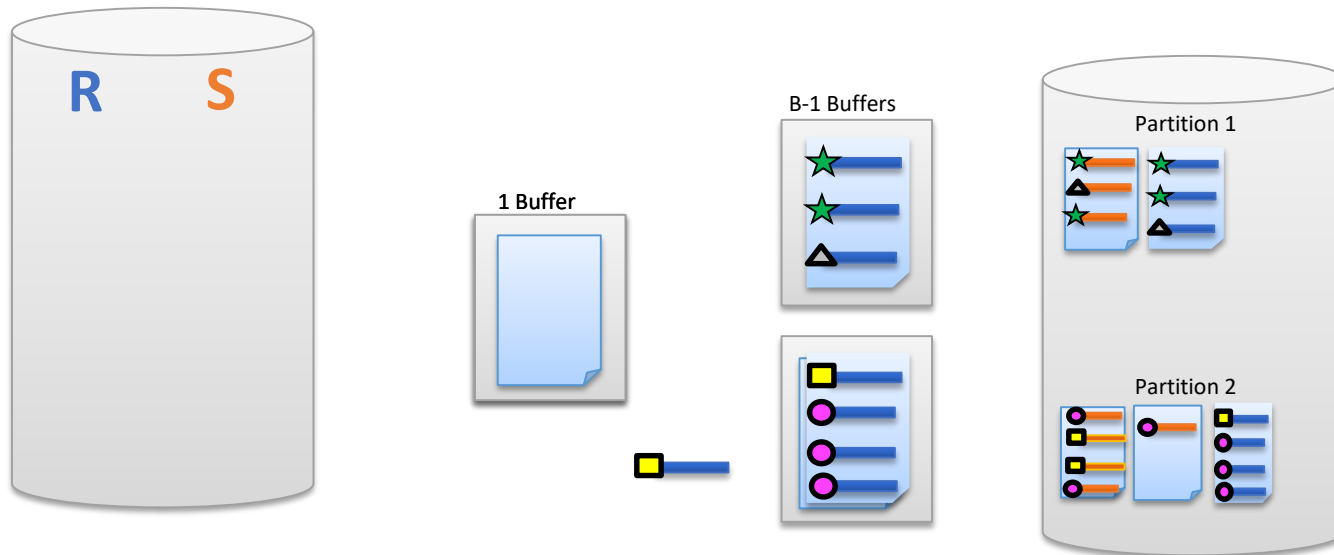 R S
1 Buffer
B-1 Buffers
Partition 1
Partition 2